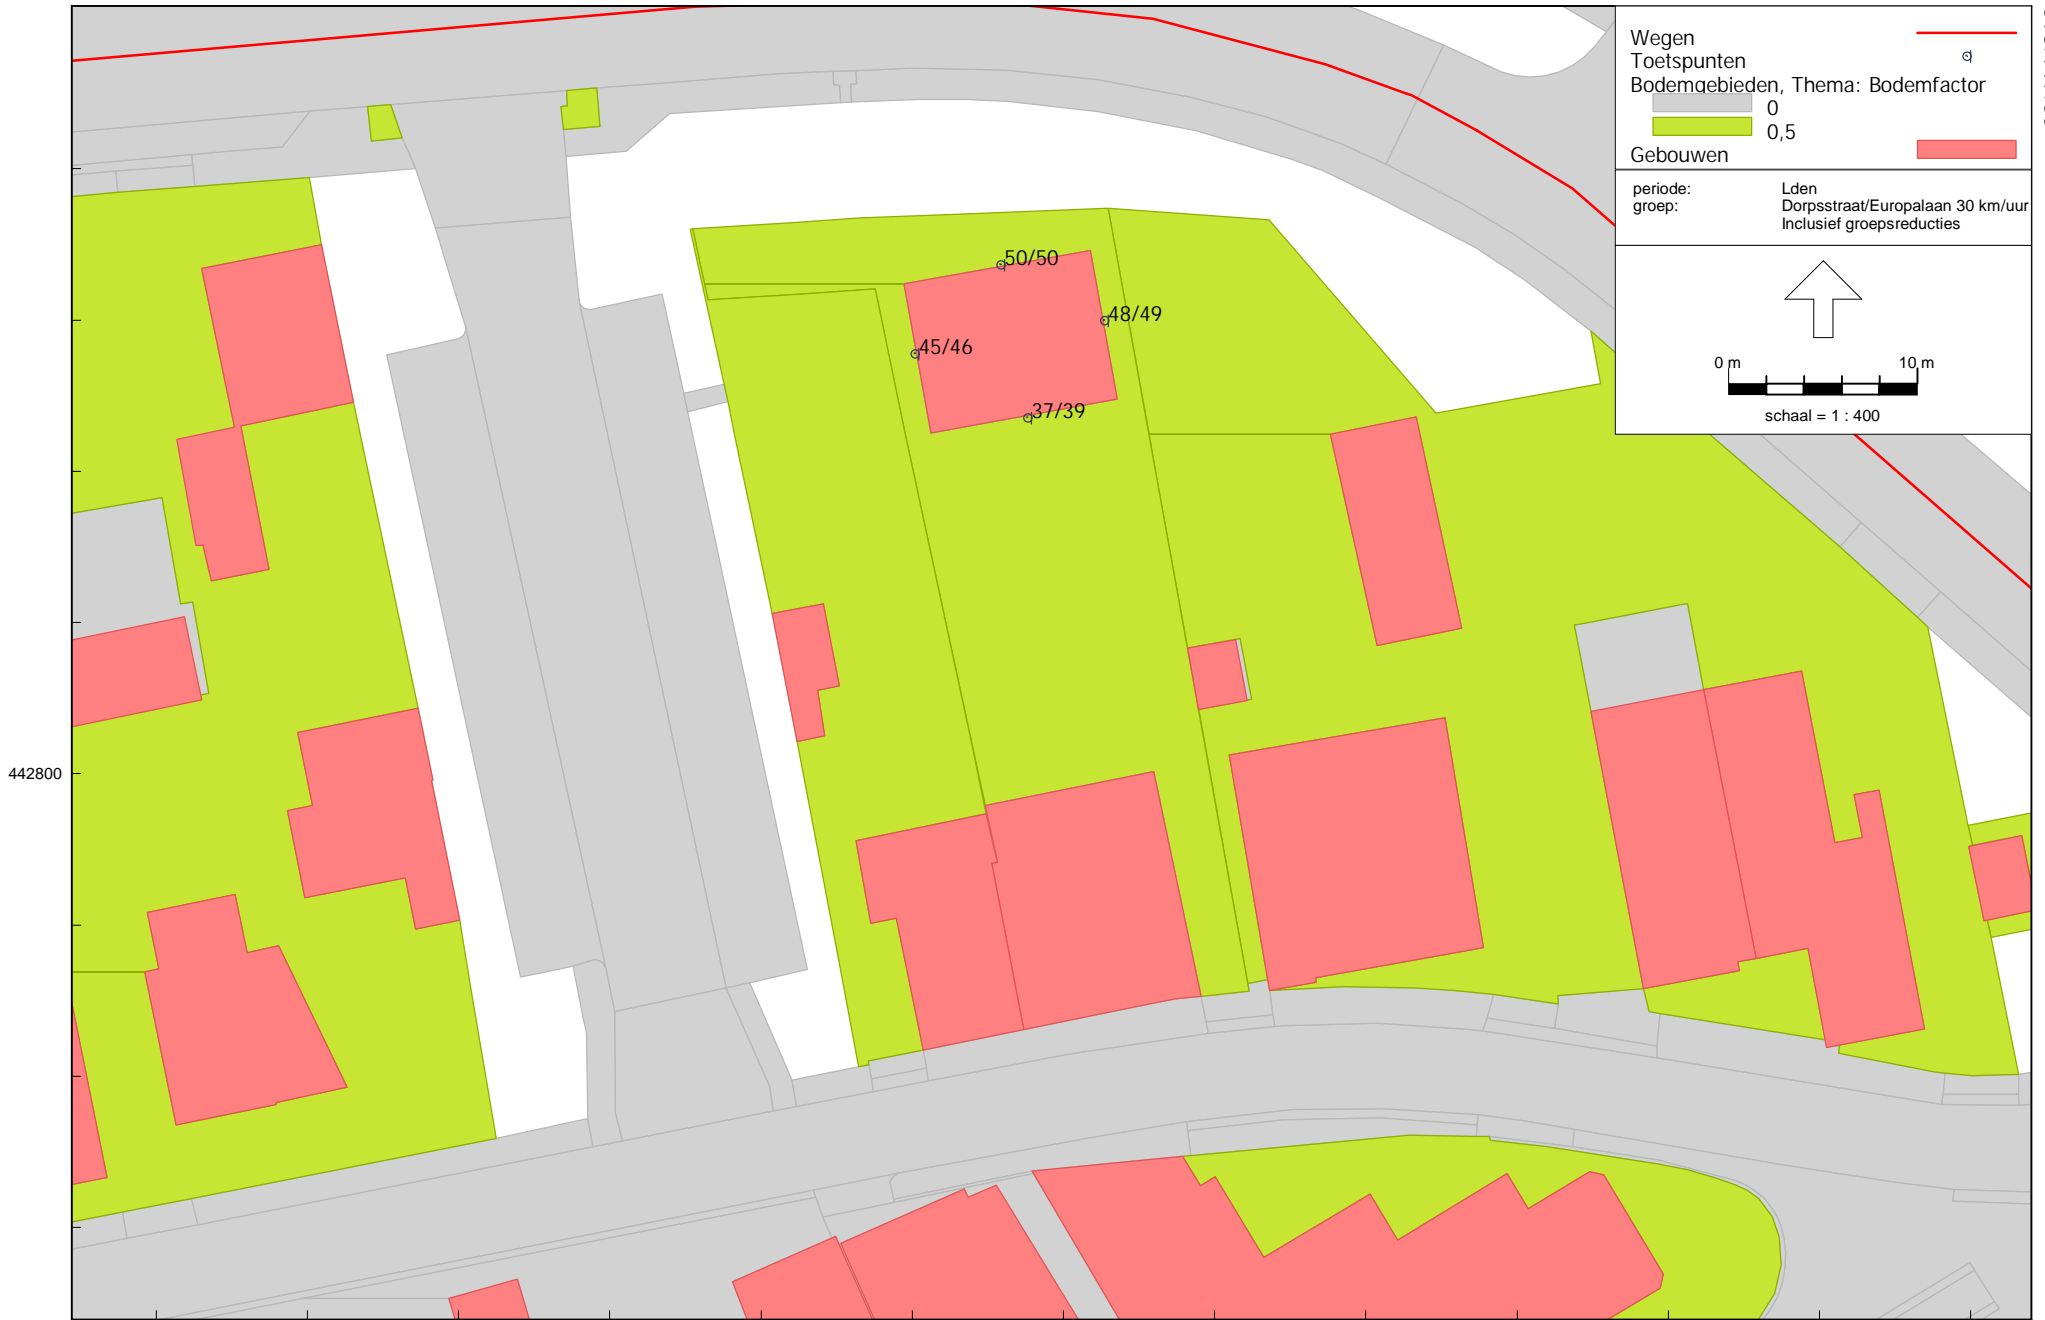 Wegen
Toetspunten
Bodemgebieden, Thema: Bodemfactor
0
0,5
Gebouwen
periode: Lden
groep: Dorpsstraat/Europalaan 30 km/uur
Inclusief groepsreducties
0 m 10 m
schaal = 1 : 400
50/50
48/49
45/46
37/39
442800